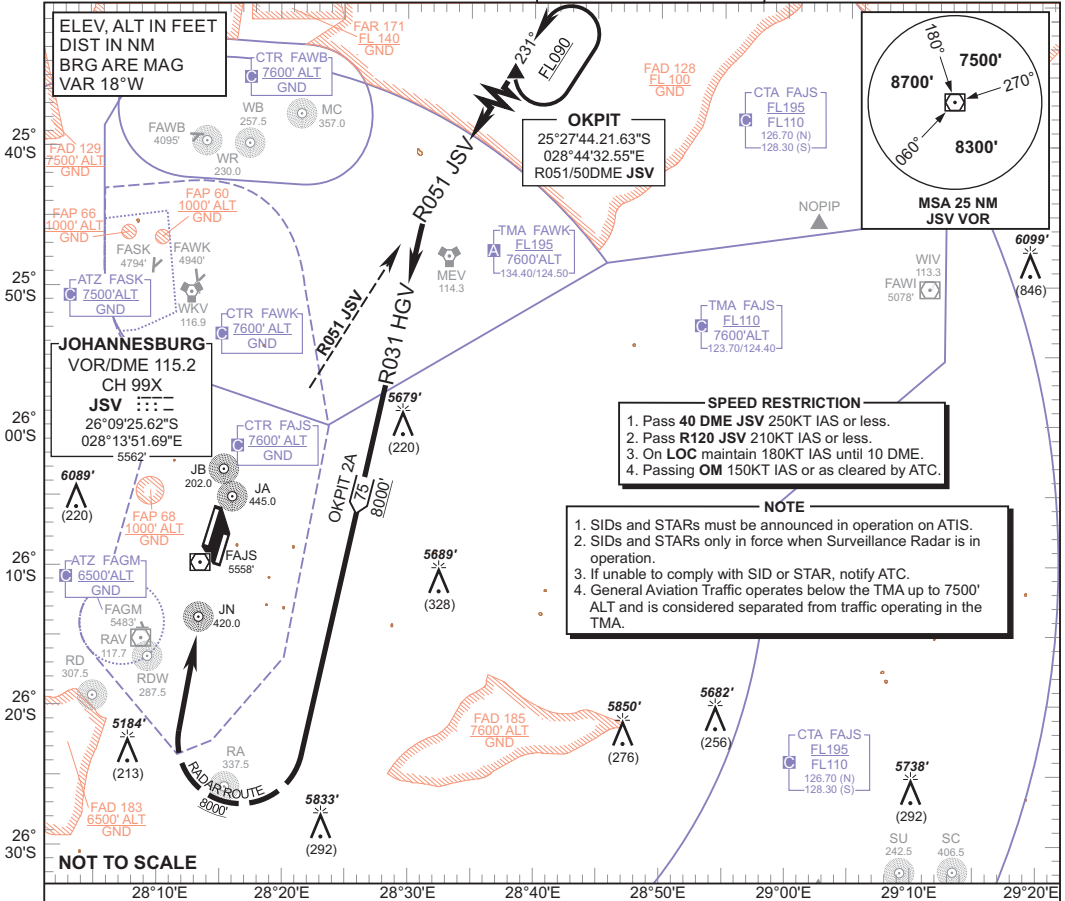 ELEV, ALT IN FEET
DIST IN NM
BRG ARE MAG
VAR 18°W
FAR 171
FL 140
GND
231°
FL090
CTR FAWB
C
7600' ALT
GND
WB
257.5
MC
357.0
FAWB
4095'
WR
230.0
FAD 128
FL 100
GND
CTA FAJS
C
FL195
FL110
126.70 (N)
128.30 (S)
180°
7500'
8700'
270°
060°
8300'
MSA 25 NM
JSV VOR
OKPIT
25°27'44.21.63"S
028°44'32.55"E
R051/50DME JSV
25°
40'S
FAD 129
7500' ALT
GND
R051 JSV
FAP 66
1000' ALT
GND
FAP 60
1000' ALT
GND
FASK
4794'
FAWK
4940'
WKV
116.9
MEV
114.3
TMA FAWK
A
FL195
7600'ALT
134.40/124.50
NOPIP
6099'
(846)
WIV
113.3
FAWI
5078'
25°
50'S
ATZ FASK
C
7500'ALT
GND
CTR FAWK
C
7600' ALT
GND
R051 JSV
R031 HGV
TMA FAJS
C
FL110
7600'ALT
123.70/124.40
JOHANNESBURG
VOR/DME 115.2
CH 99X
JSV
26°09'25.62"S
028°13'51.69"E
5562'
26°
00'S
5679'
(220)
CTR FAJS
C
7600' ALT
GND
SPEED RESTRICTION
1. Pass 40 DME JSV 250KT IAS or less.
2. Pass R120 JSV 210KT IAS or less.
3. On LOC maintain 180KT IAS until 10 DME.
4. Passing OM 150KT IAS or as cleared by ATC.
6089'
(220)
JB
202.0
JA
445.0
FAP 68
1000' ALT
GND
OKPIT 2A
75
8000'
NOTE
1. SIDs and STARs must be announced in operation on ATIS.
2. SIDs and STARs only in force when Surveillance Radar is in
operation.
3. If unable to comply with SID or STAR, notify ATC.
4. General Aviation Traffic operates below the TMA up to 7500'
ALT and is considered separated from traffic operating in the
TMA.
26°
10'S
ATZ FAGM
C
6500'ALT
GND
FAJS
5558'
5689'
(328)
FAGM
5483'
RAV
117.7
JN
420.0
RD
307.5
RDW
287.5
26°
20'S
5184'
(213)
RA
337.5
RADAR ROUTE
8000'
FAD 185
7600' ALT
GND
5850'
(276)
5682'
(256)
CTA FAJS
C
FL195
FL110
126.70 (N)
128.30 (S)
5738'
(292)
FAD 183
6500' ALT
GND
5833'
(292)
26°
30'S
SU
242.5
SC
406.5
NOT TO SCALE
28°10'E
28°20'E
28°30'E
28°40'E
28°50'E
29°00'E
29°10'E
29°20'E